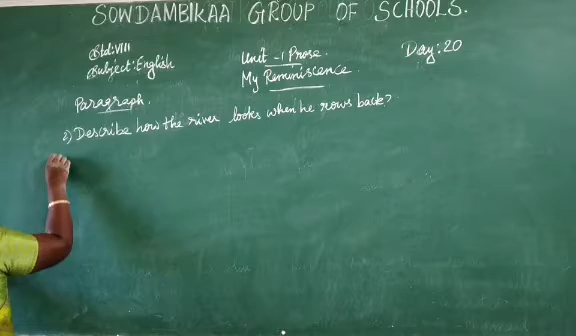 SOWDAMBIKAA GROUP OF SCHOOLS.
Std:VIII
Subject:English
Unit - 1 Prose.
My Reminiscence.
Day:20
Paragraph.
2) Describe how the river looks when he rows back?